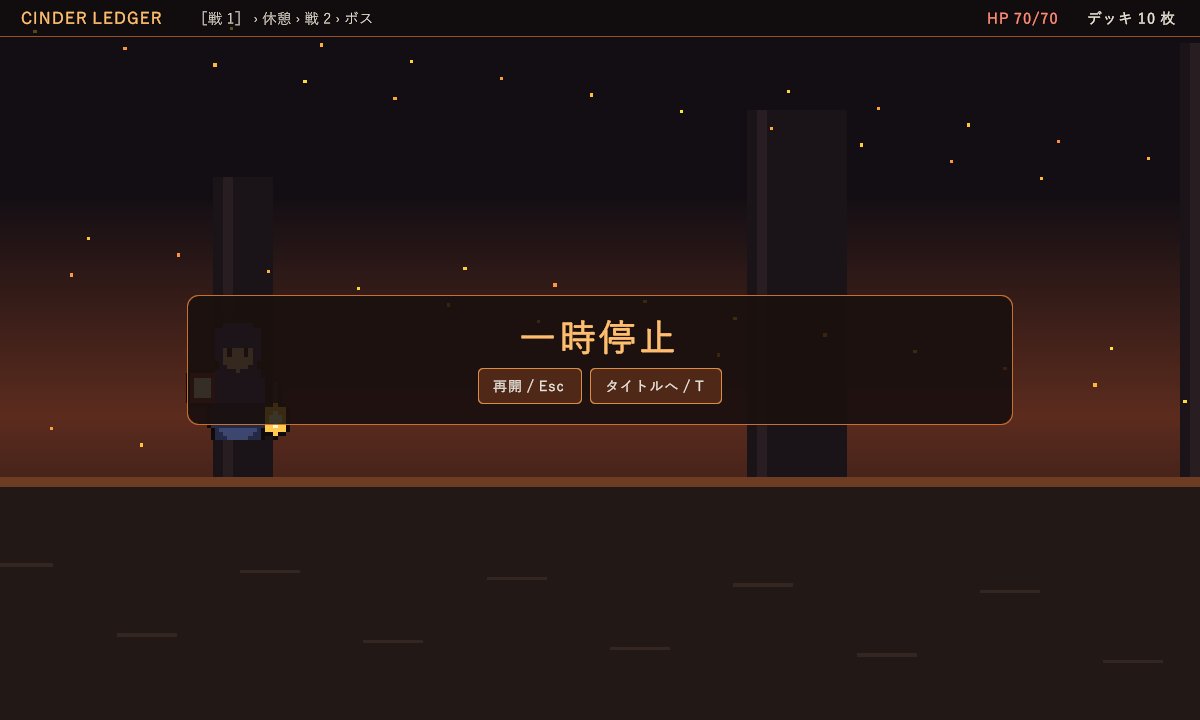 CINDER LEDGER
［戦 1］ › 休憩 › 戦 2 › ボス
HP 70/70
デッキ 10 枚
一時停止
再開 / Esc
タイトルへ / T